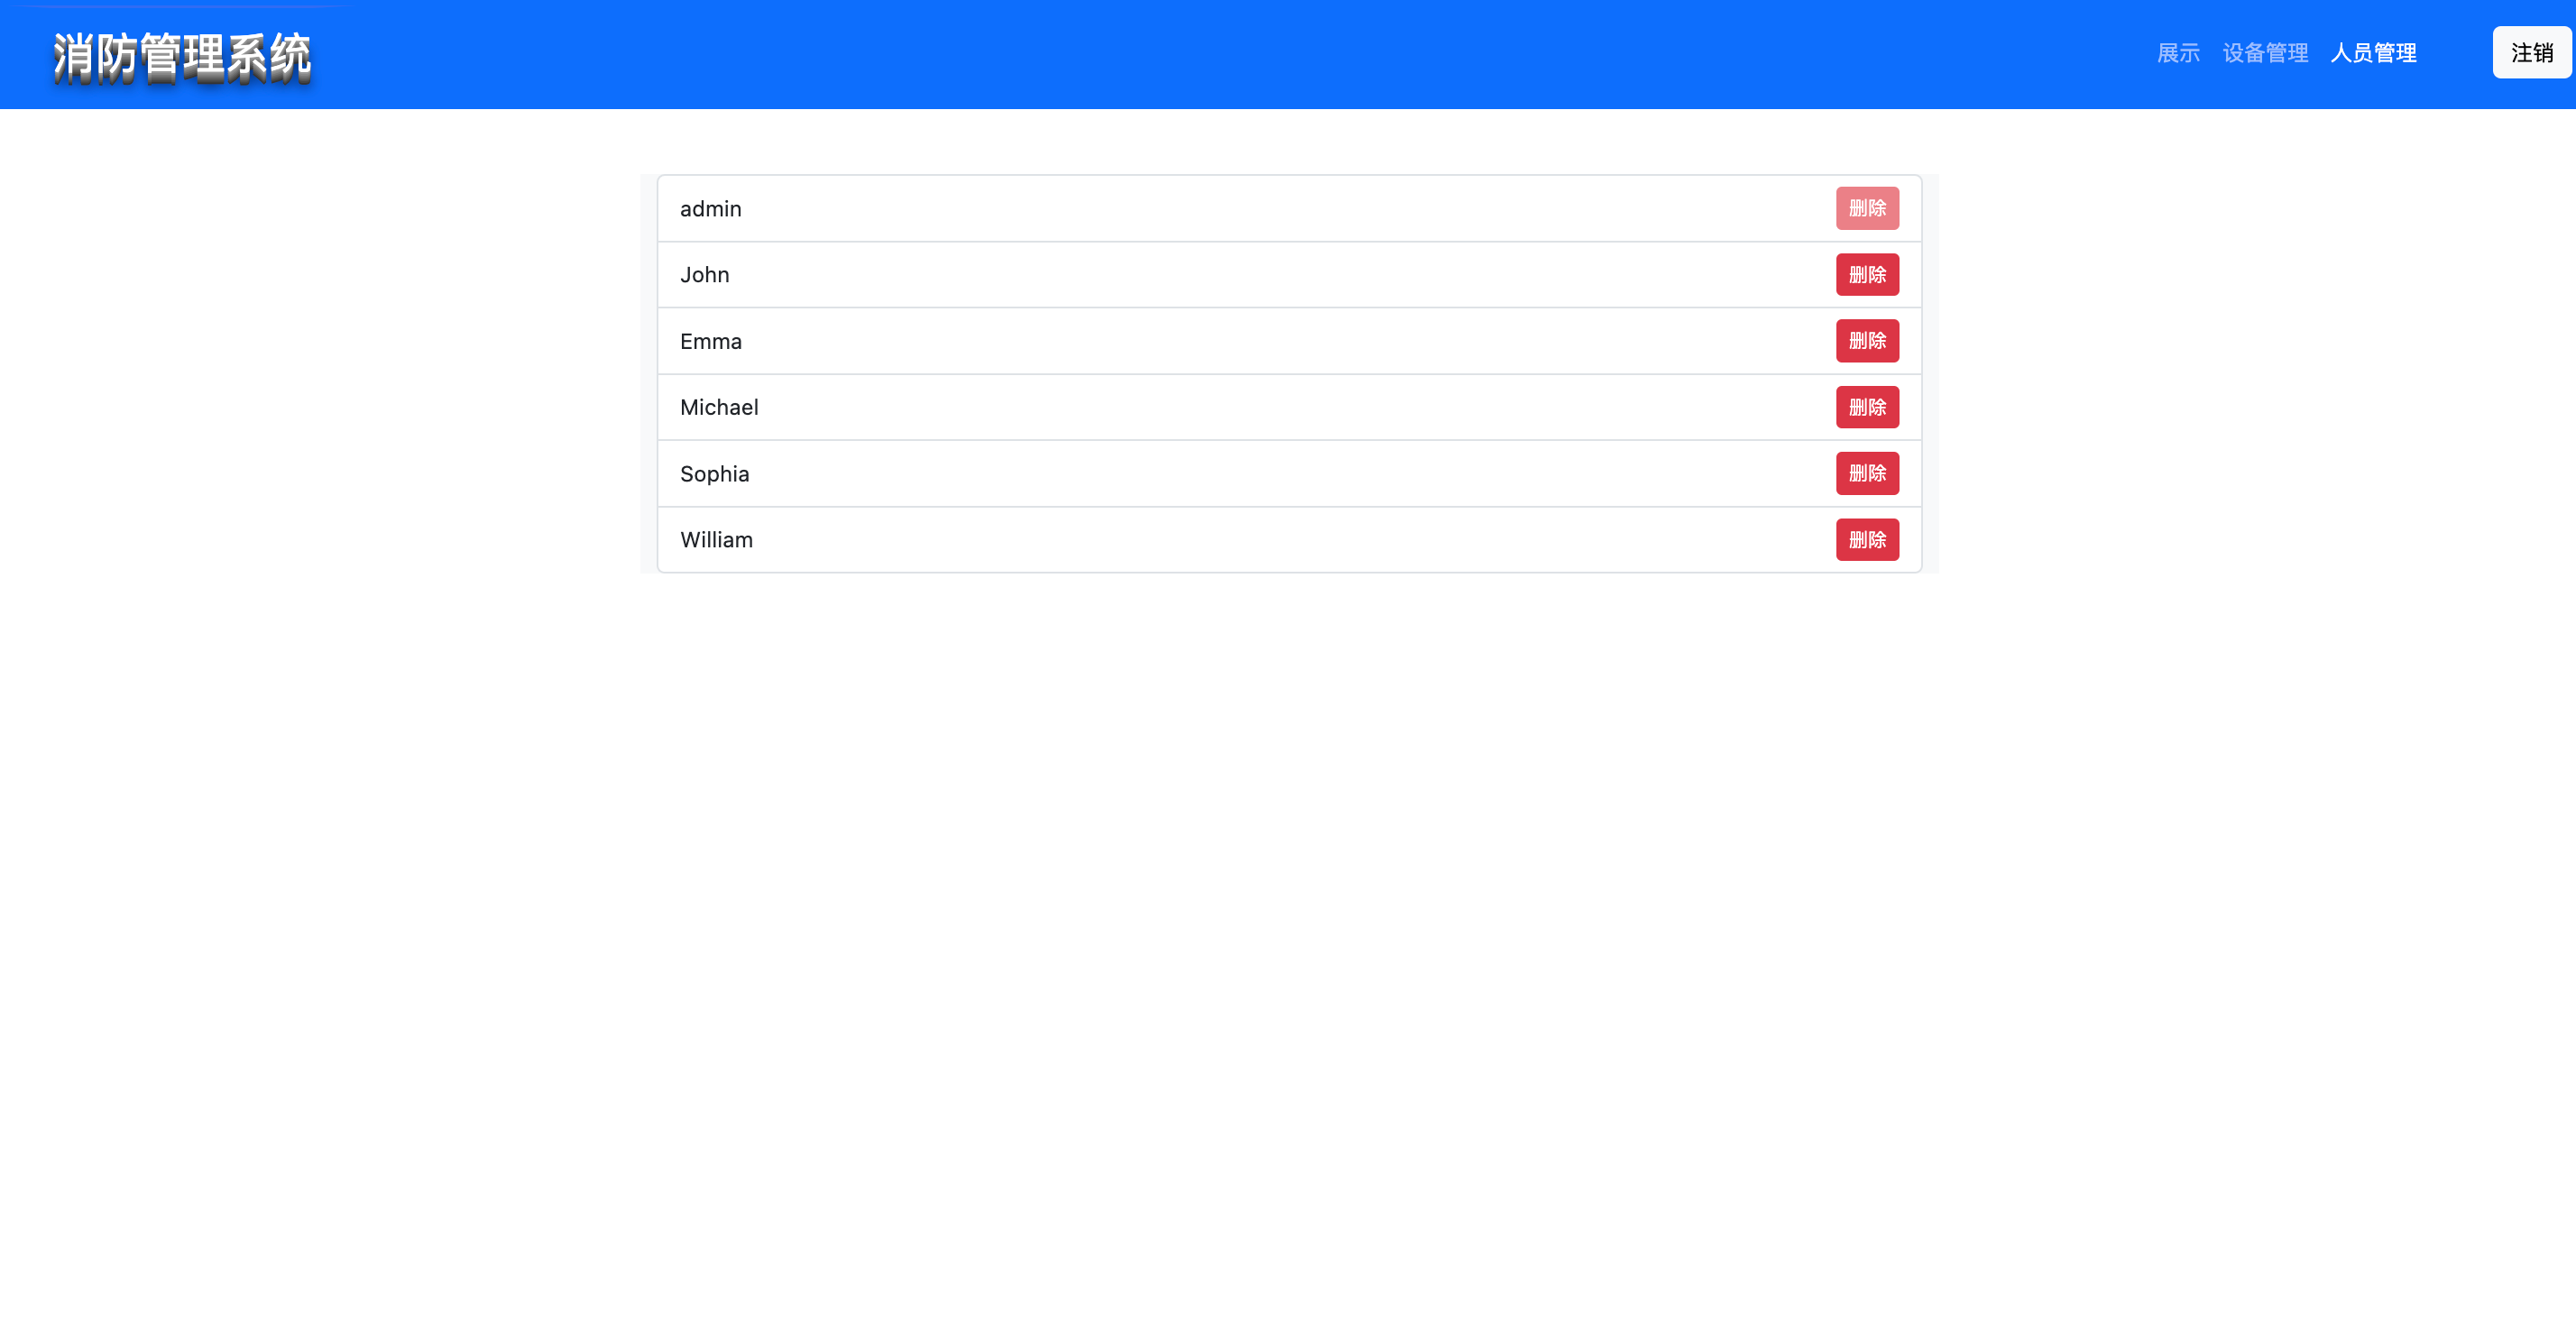 消防管理系统
展示 设备管理 人员管理 注销
admin 删除
John 删除
Emma 删除
Michael 删除
Sophia 删除
William 删除